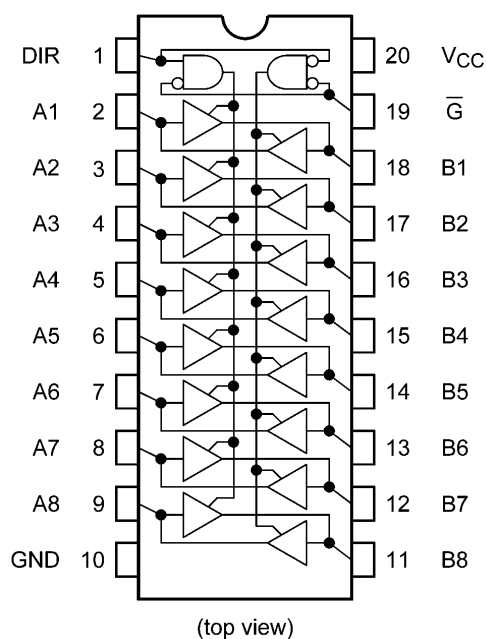 DIR 1 20 VCC
A1 2 19 G̅
A2 3 18 B1
A3 4 17 B2
A4 5 16 B3
A5 6 15 B4
A6 7 14 B5
A7 8 13 B6
A8 9 12 B7
GND 10 11 B8
(top view)